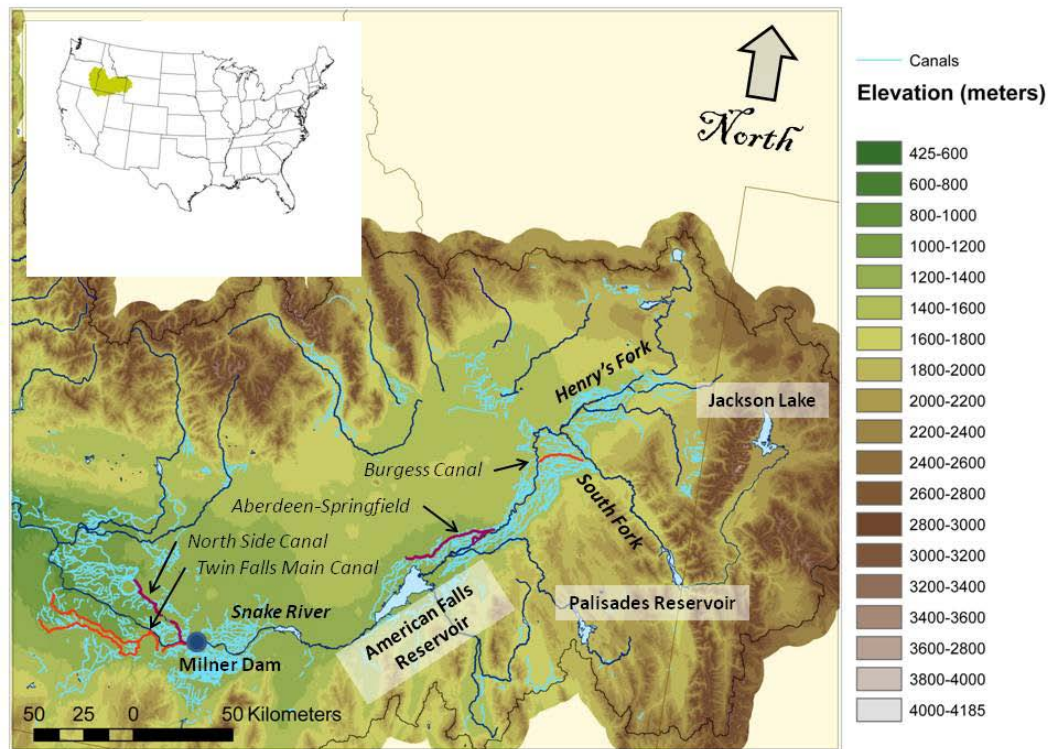 North
Canals
Elevation (meters)
425-600
600-800
800-1000
1000-1200
1200-1400
1400-1600
1600-1800
1800-2000
2000-2200
2200-2400
2400-2600
2600-2800
2800-3000
3000-3200
3200-3400
3400-3600
3600-2800
3800-4000
4000-4185
Henry's Fork
Jackson Lake
Burgess Canal
Aberdeen-Springfield
South Fork
North Side Canal
Twin Falls Main Canal
Snake River
Palisades Reservoir
American Falls
Reservoir
Milner Dam
50 25 0 50 Kilometers